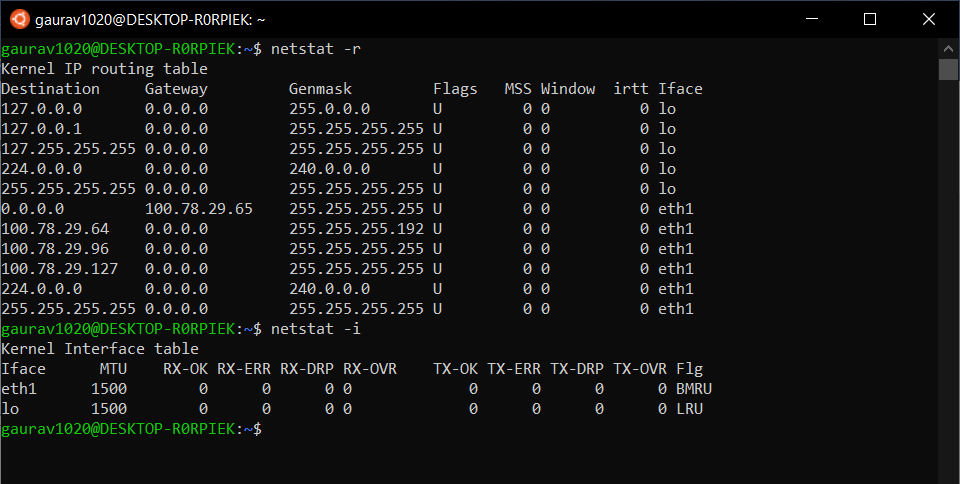 gaurav1020@DESKTOP-R0RPIEK: ~
gaurav1020@DESKTOP-R0RPIEK:~$ netstat -r
Kernel IP routing table
Destination     Gateway         Genmask         Flags   MSS Window  irtt Iface
127.0.0.0       0.0.0.0         255.0.0.0       U         0 0          0 lo
127.0.0.1       0.0.0.0         255.255.255.255 U         0 0          0 lo
127.255.255.255 0.0.0.0         255.255.255.255 U         0 0          0 lo
224.0.0.0       0.0.0.0         240.0.0.0       U         0 0          0 lo
255.255.255.255 0.0.0.0         255.255.255.255 U         0 0          0 lo
0.0.0.0         100.78.29.65    255.255.255.255 U         0 0          0 eth1
100.78.29.64    0.0.0.0         255.255.255.192 U         0 0          0 eth1
100.78.29.96    0.0.0.0         255.255.255.255 U         0 0          0 eth1
100.78.29.127   0.0.0.0         255.255.255.255 U         0 0          0 eth1
224.0.0.0       0.0.0.0         240.0.0.0       U         0 0          0 eth1
255.255.255.255 0.0.0.0         255.255.255.255 U         0 0          0 eth1
gaurav1020@DESKTOP-R0RPIEK:~$ netstat -i
Kernel Interface table
Iface      MTU    RX-OK RX-ERR RX-DRP RX-OVR    TX-OK TX-ERR TX-DRP TX-OVR Flg
eth1      1500        0      0      0 0             0      0      0      0 BMRU
lo        1500        0      0      0 0             0      0      0      0 LRU
gaurav1020@DESKTOP-R0RPIEK:~$